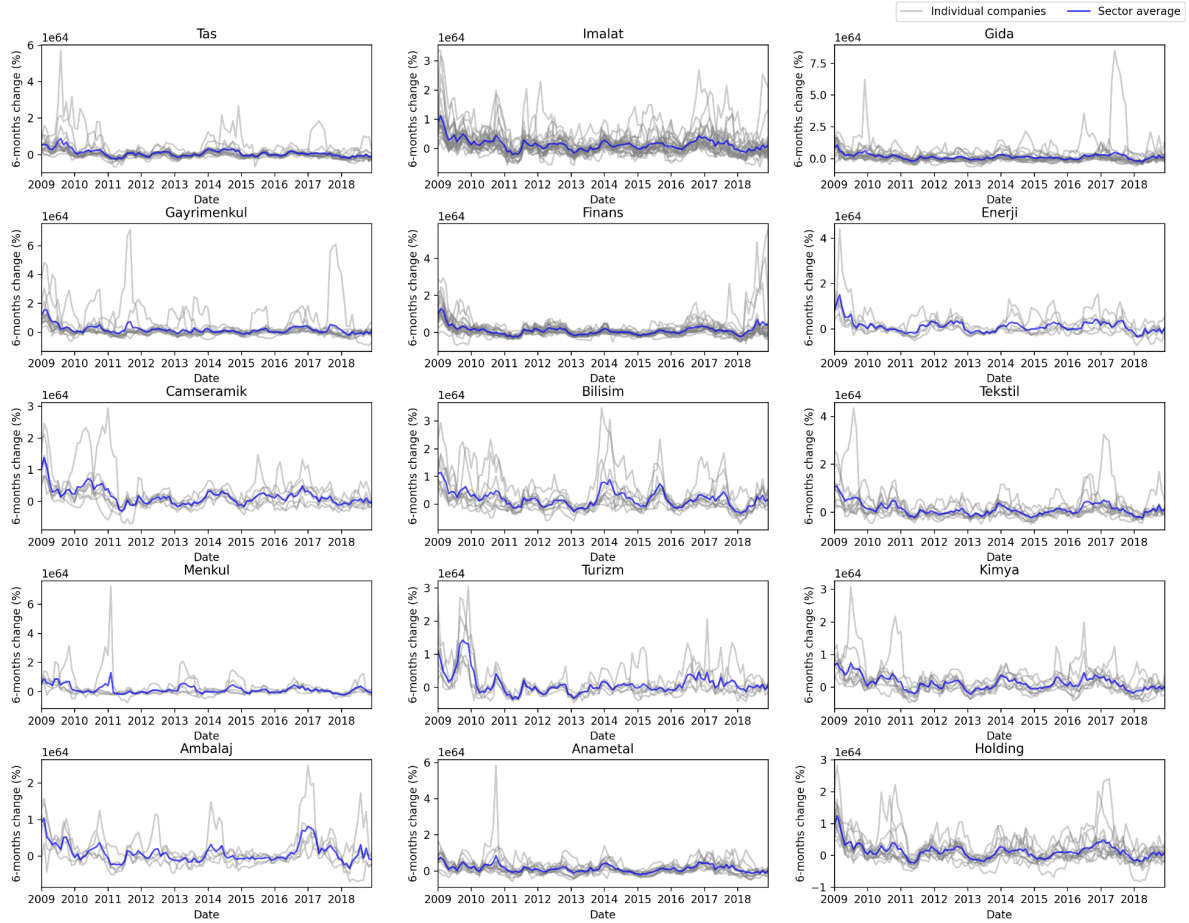 Individual companies
Sector average
Tas
1e64
6-months change (%)
6
4
2
0
2009 2010 2011 2012 2013 2014 2015 2016 2017 2018
Date
Imalat
1e64
6-months change (%)
3
2
1
0
2009 2010 2011 2012 2013 2014 2015 2016 2017 2018
Date
Gida
1e64
6-months change (%)
7.5
5.0
2.5
0.0
2009 2010 2011 2012 2013 2014 2015 2016 2017 2018
Date
Gayrimenkul
1e64
6-months change (%)
6
4
2
0
2009 2010 2011 2012 2013 2014 2015 2016 2017 2018
Date
Finans
1e64
6-months change (%)
4
2
0
2009 2010 2011 2012 2013 2014 2015 2016 2017 2018
Date
Enerji
1e64
6-months change (%)
4
2
0
2009 2010 2011 2012 2013 2014 2015 2016 2017 2018
Date
Camseramik
1e64
6-months change (%)
3
2
1
0
2009 2010 2011 2012 2013 2014 2015 2016 2017 2018
Date
Bilisim
1e64
6-months change (%)
3
2
1
0
2009 2010 2011 2012 2013 2014 2015 2016 2017 2018
Date
Tekstil
1e64
6-months change (%)
4
2
0
2009 2010 2011 2012 2013 2014 2015 2016 2017 2018
Date
Menkul
1e64
6-months change (%)
6
4
2
0
2009 2010 2011 2012 2013 2014 2015 2016 2017 2018
Date
Turizm
1e64
6-months change (%)
3
2
1
0
2009 2010 2011 2012 2013 2014 2015 2016 2017 2018
Date
Kimya
1e64
6-months change (%)
3
2
1
0
2009 2010 2011 2012 2013 2014 2015 2016 2017 2018
Date
Ambalaj
1e64
6-months change (%)
2
1
0
2009 2010 2011 2012 2013 2014 2015 2016 2017 2018
Date
Anametal
1e64
6-months change (%)
6
4
2
0
2009 2010 2011 2012 2013 2014 2015 2016 2017 2018
Date
Holding
1e64
6-months change (%)
3
2
1
0
−1
2009 2010 2011 2012 2013 2014 2015 2016 2017 2018
Date